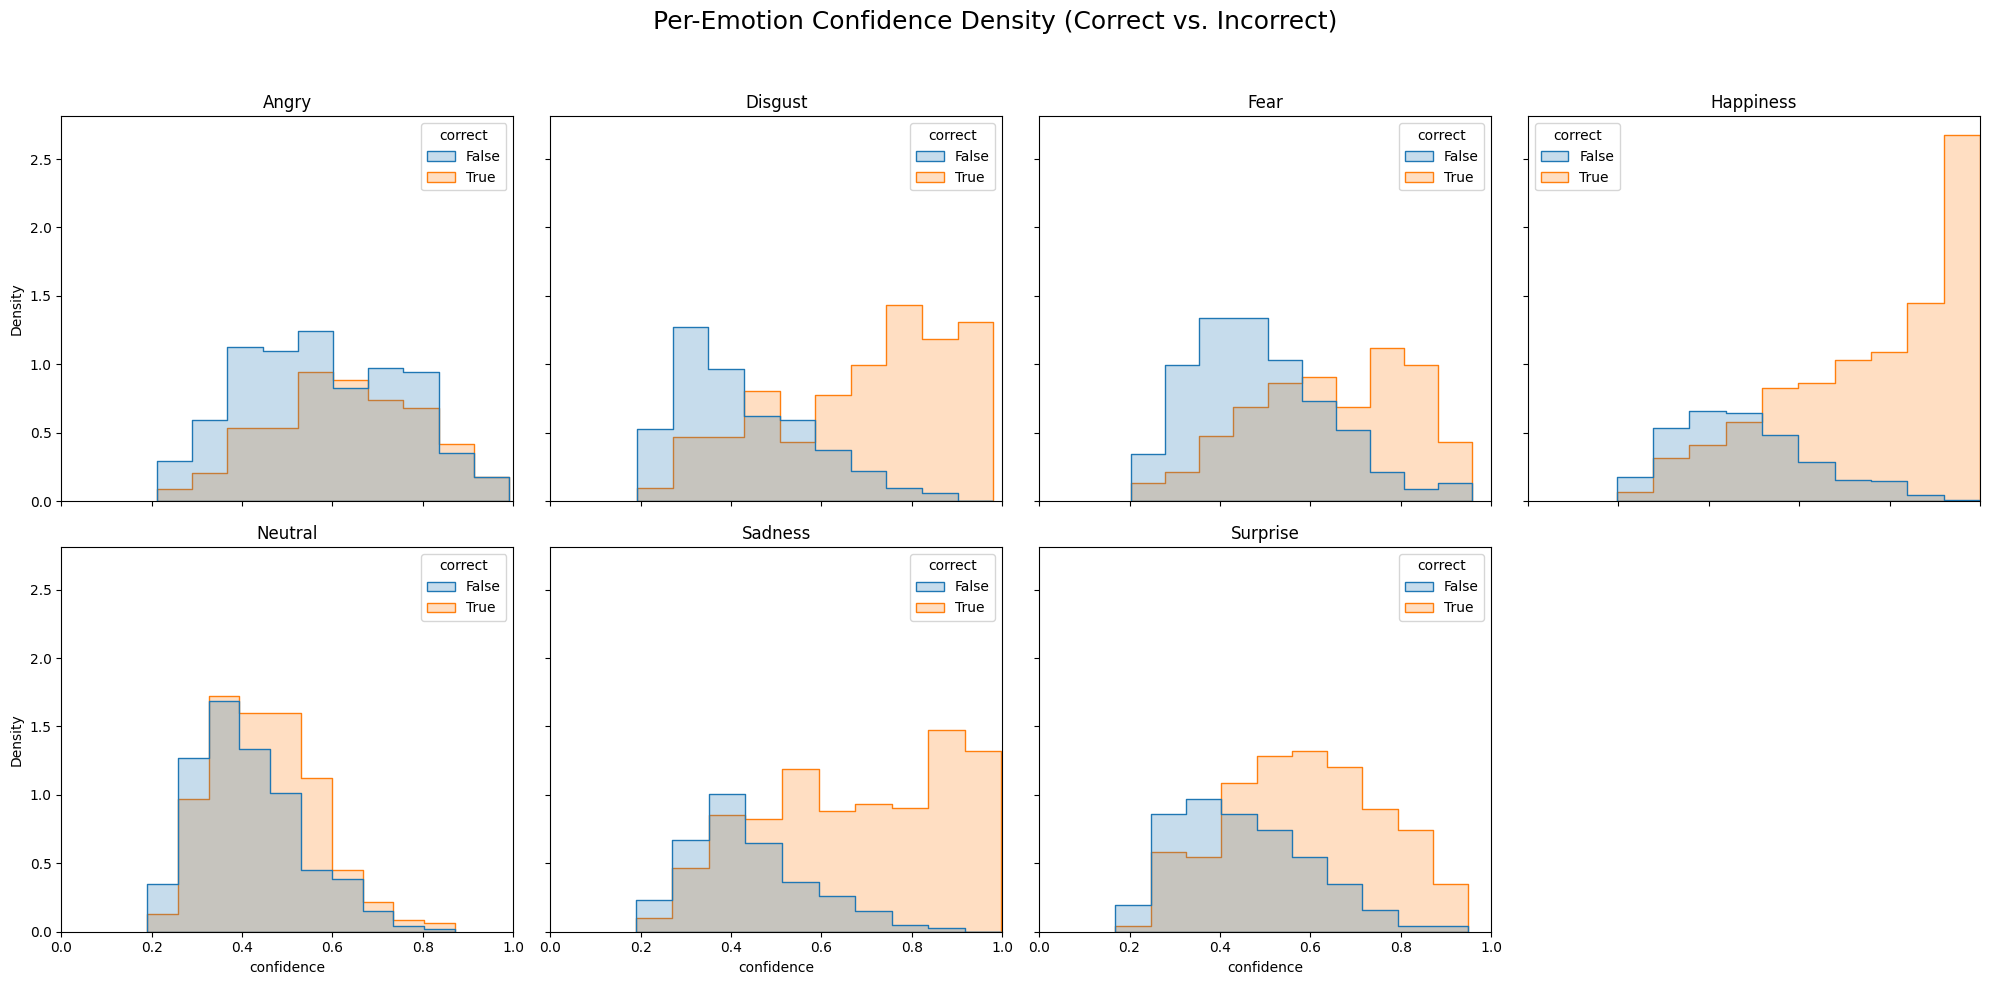 Per-Emotion Confidence Density (Correct vs. Incorrect)
Angry
Disgust
Fear
Happiness
correct
False
True
correct
False
True
correct
False
True
correct
False
True
Density
2.5
2.0
1.5
1.0
0.5
0.0
Neutral
Sadness
Surprise
correct
False
True
correct
False
True
correct
False
True
Density
2.5
2.0
1.5
1.0
0.5
0.0
0.0 0.2 0.4 0.6 0.8 1.0
0.0 0.2 0.4 0.6 0.8 1.0
0.0 0.2 0.4 0.6 0.8 1.0
confidence
confidence
confidence